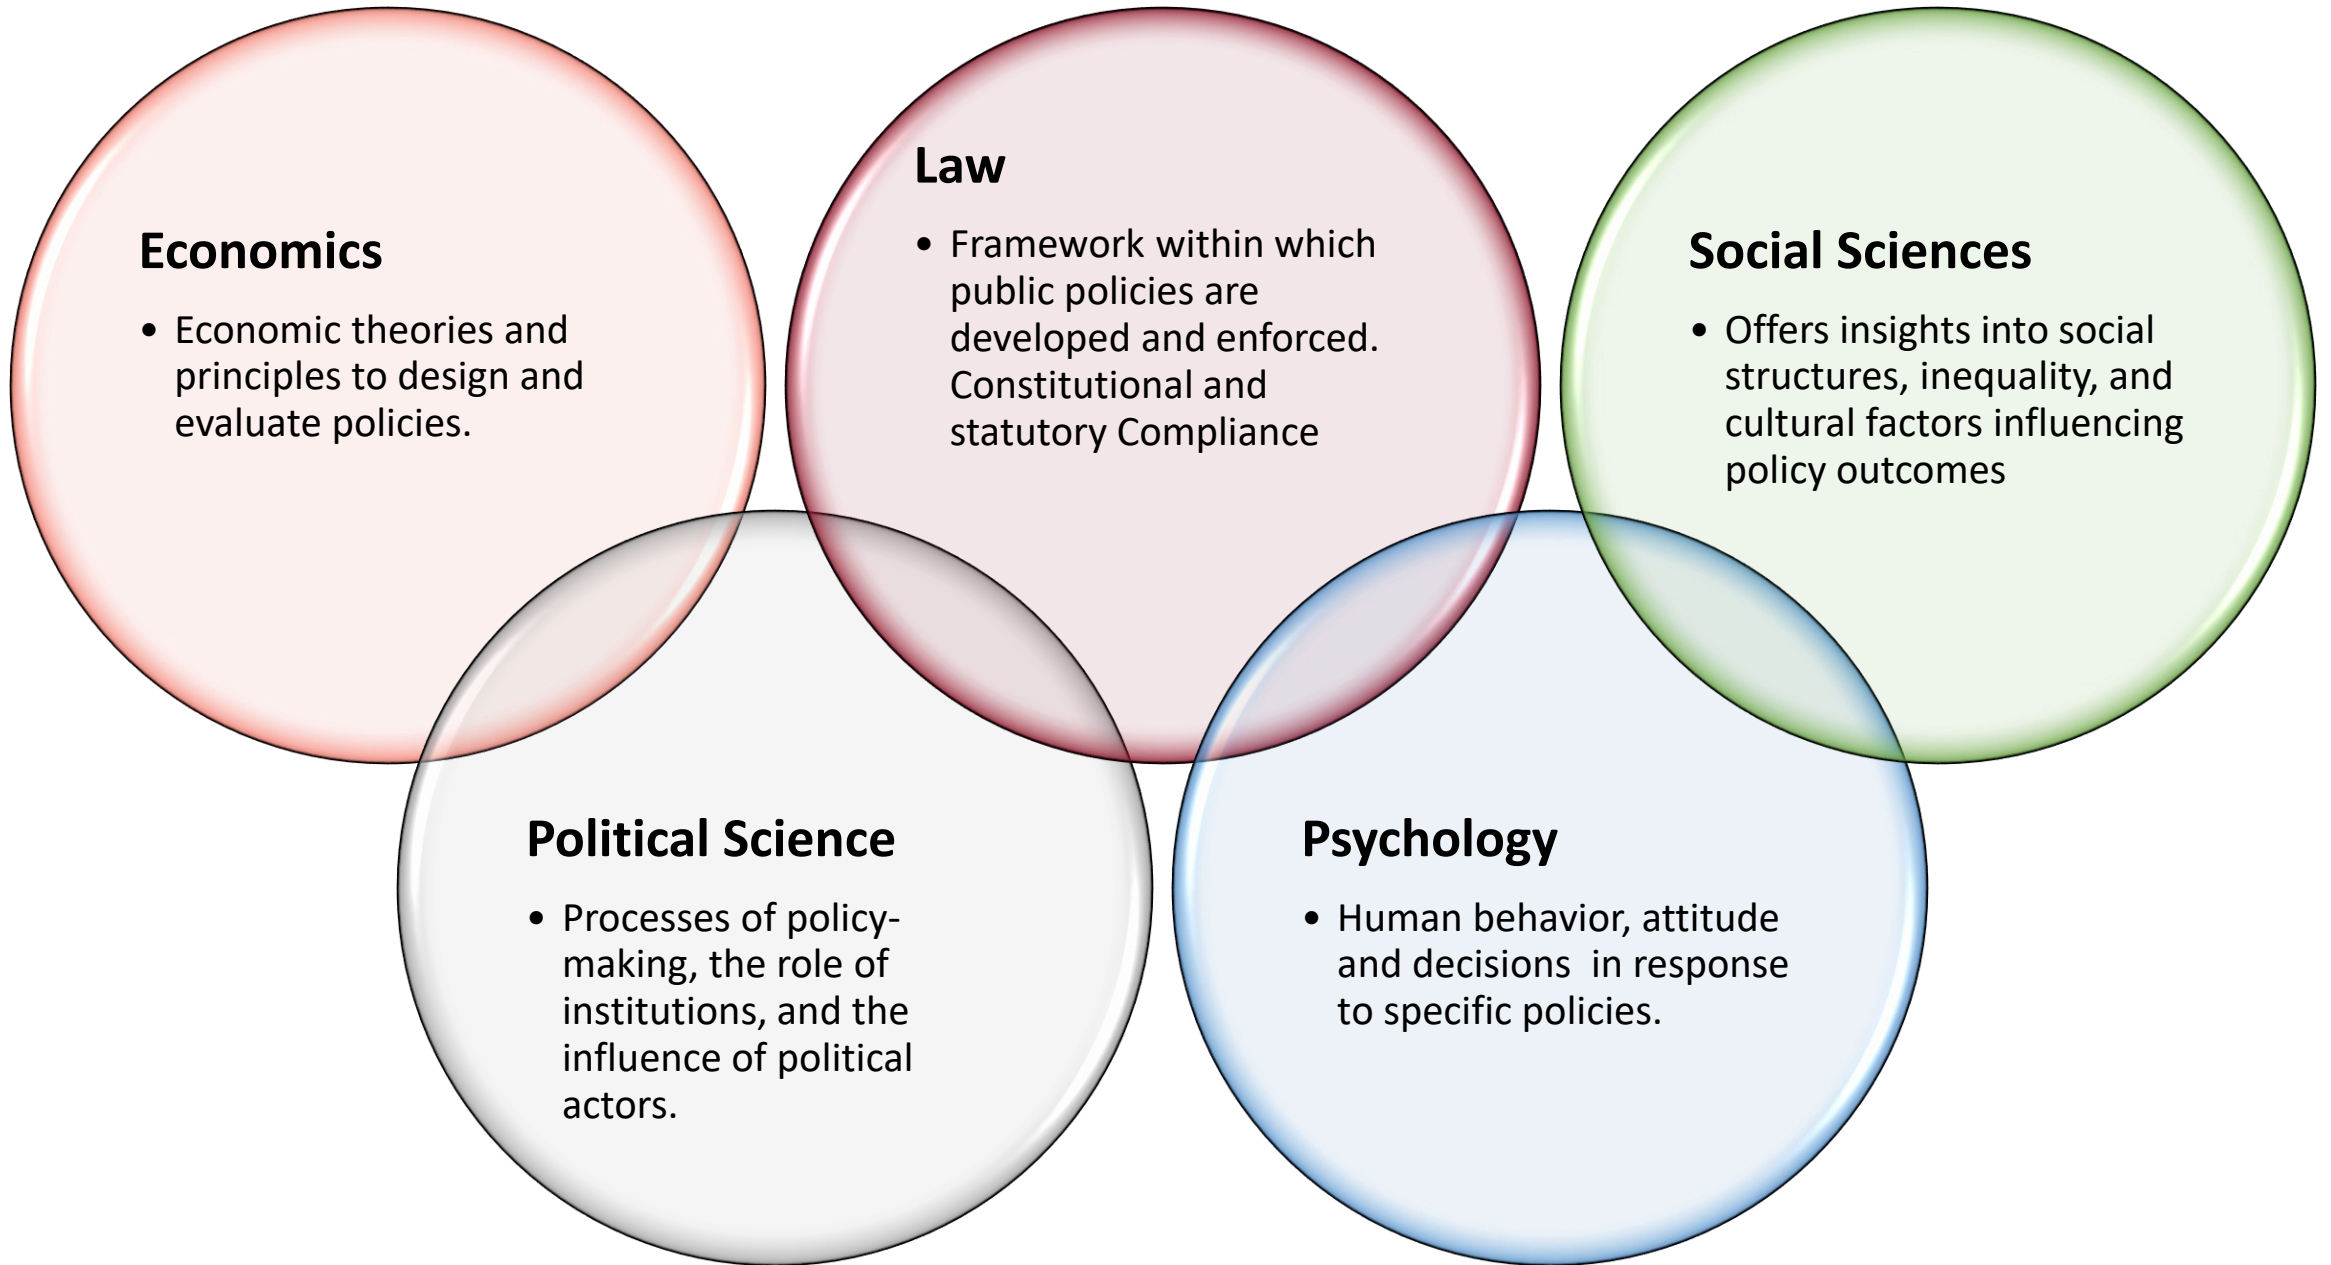 Economics
• Economic theories and
principles to design and
evaluate policies.
Law
• Framework within which
public policies are
developed and enforced.
Constitutional and
statutory Compliance
Social Sciences
• Offers insights into social
structures, inequality, and
cultural factors influencing
policy outcomes
Political Science
• Processes of policy-
making, the role of
institutions, and the
influence of political
actors.
Psychology
• Human behavior, attitude
and decisions  in response
to specific policies.